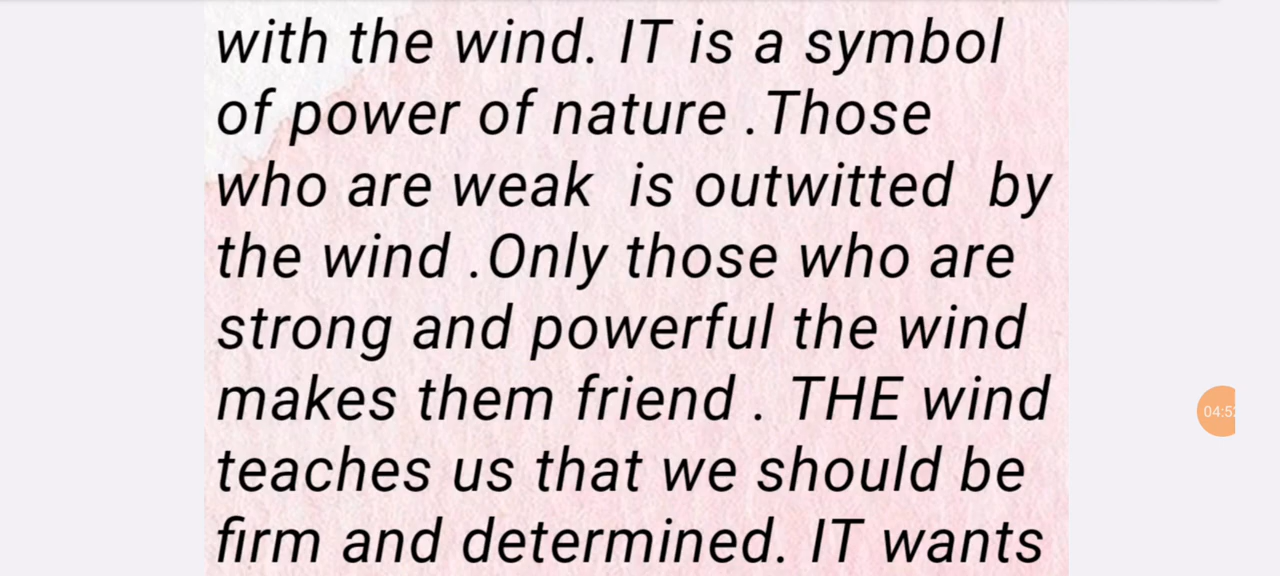 with the wind. IT is a symbol
of power of nature .Those
who are weak  is outwitted  by
the wind .Only those who are
strong and powerful the wind
makes them friend . THE wind
teaches us that we should be
firm and determined. IT wants
04:5